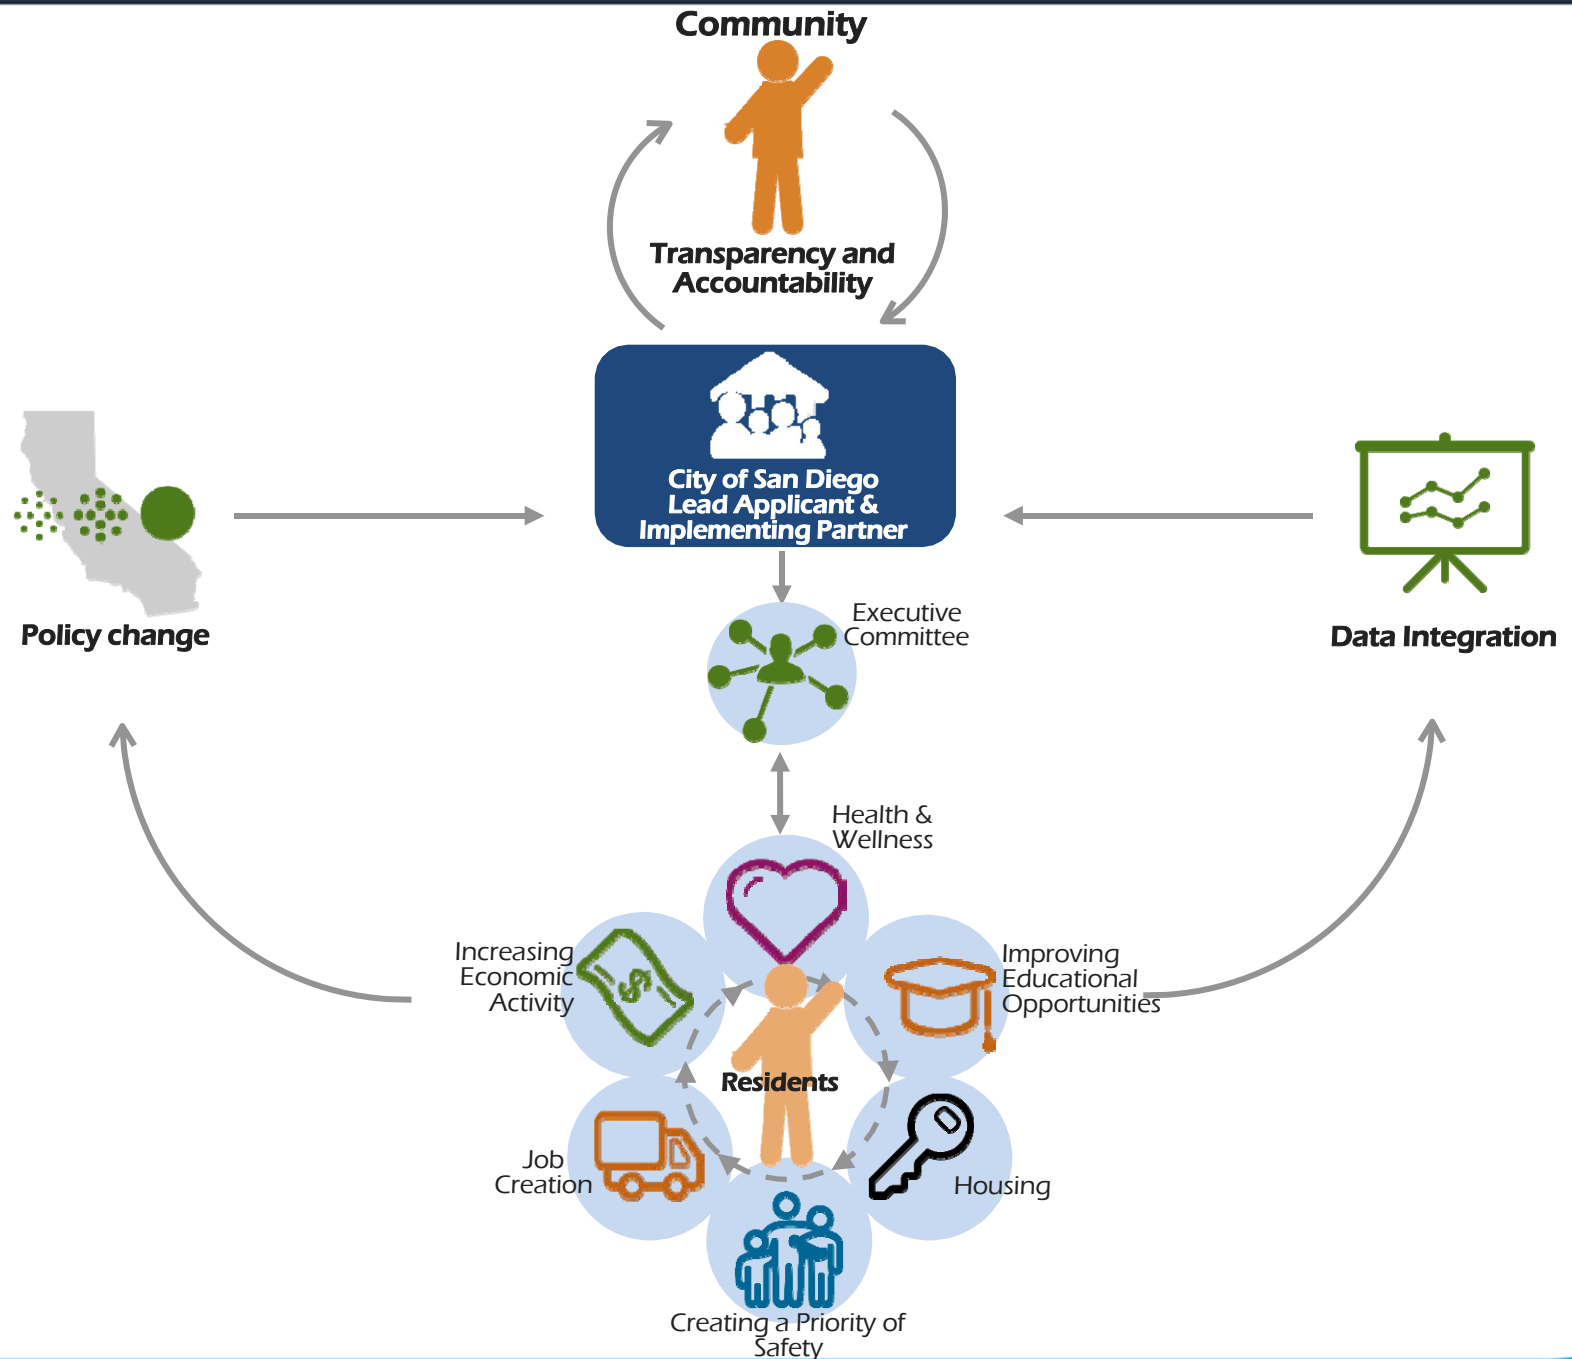 Community
Transparency and
Accountability
City of San Diego
Lead Applicant &
Implementing Partner
Policy change
Data Integration
Executive
Committee
Health &
Wellness
Increasing
Economic
Activity
Improving
Educational
Opportunities
Residents
Job
Creation
Housing
Creating a Priority of
Safety